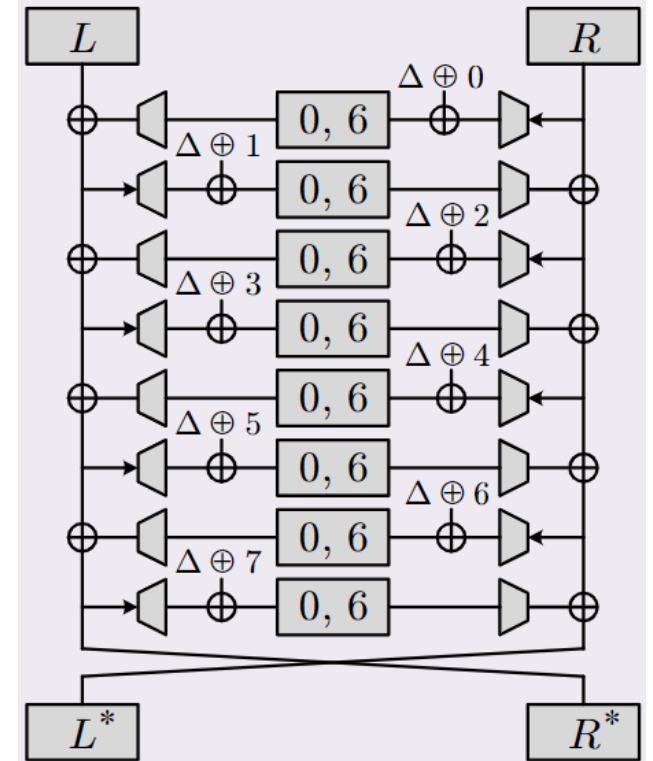 L R
Δ ⊕ 0
0, 6
Δ ⊕ 1
0, 6
Δ ⊕ 2
0, 6
Δ ⊕ 3
0, 6
Δ ⊕ 4
0, 6
Δ ⊕ 5
0, 6
Δ ⊕ 6
0, 6
Δ ⊕ 7
0, 6
L* R*